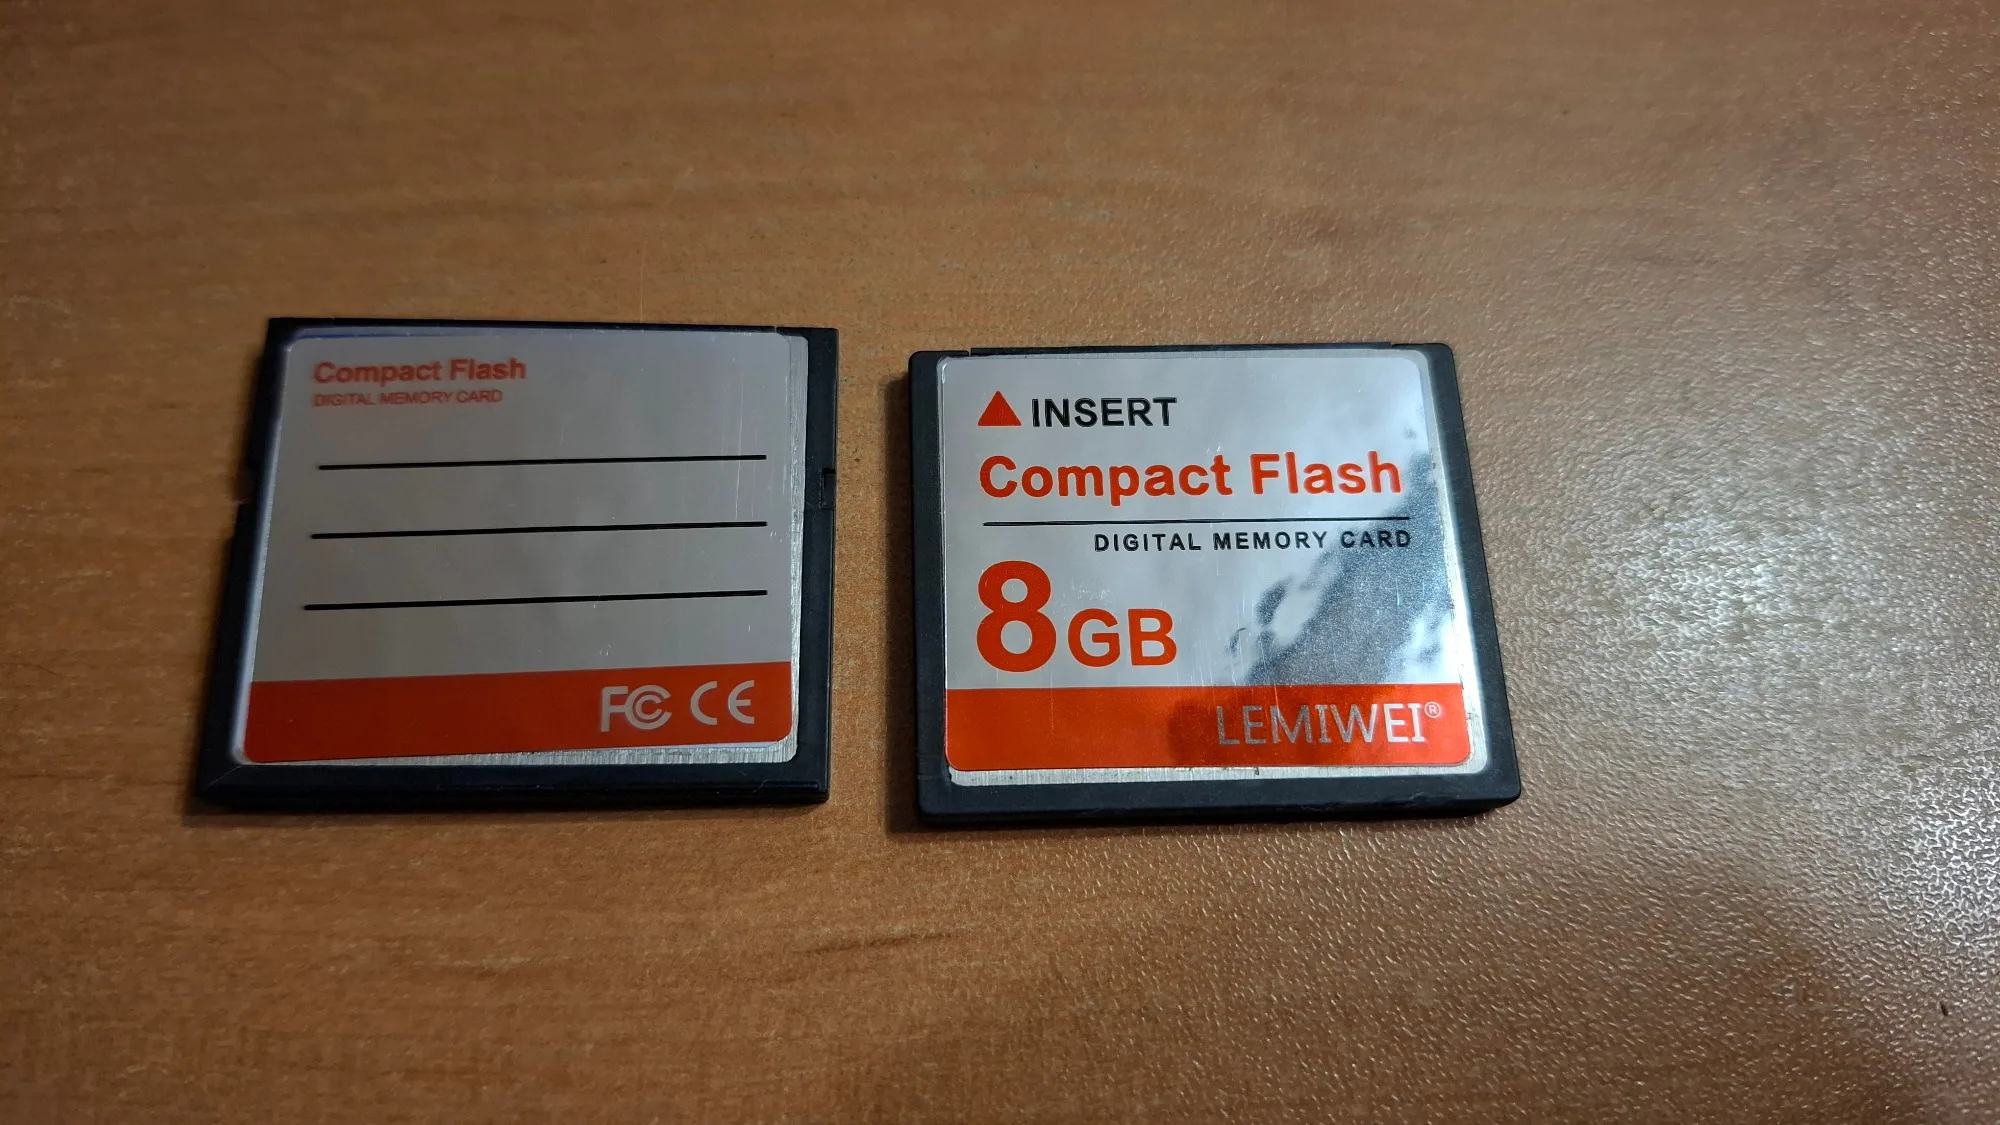 Compact Flash
DIGITAL MEMORY CARD
FC CE
INSERT
Compact Flash
DIGITAL MEMORY CARD
8GB
LEMIWEI®